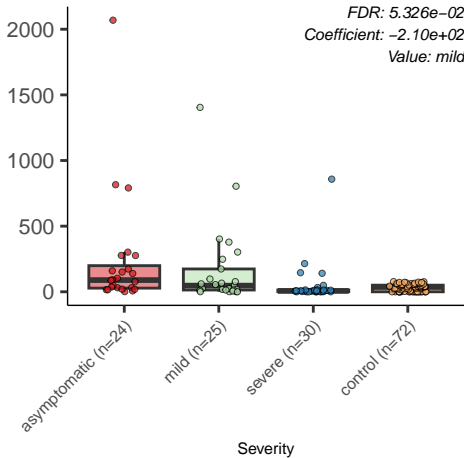 FDR: 5.326e−02
Coefficient: −2.10e+02
Value: mild
2000
1500
1000
500
0
asymptomatic (n=24)
mild (n=25)
severe (n=30)
control (n=72)
Severity